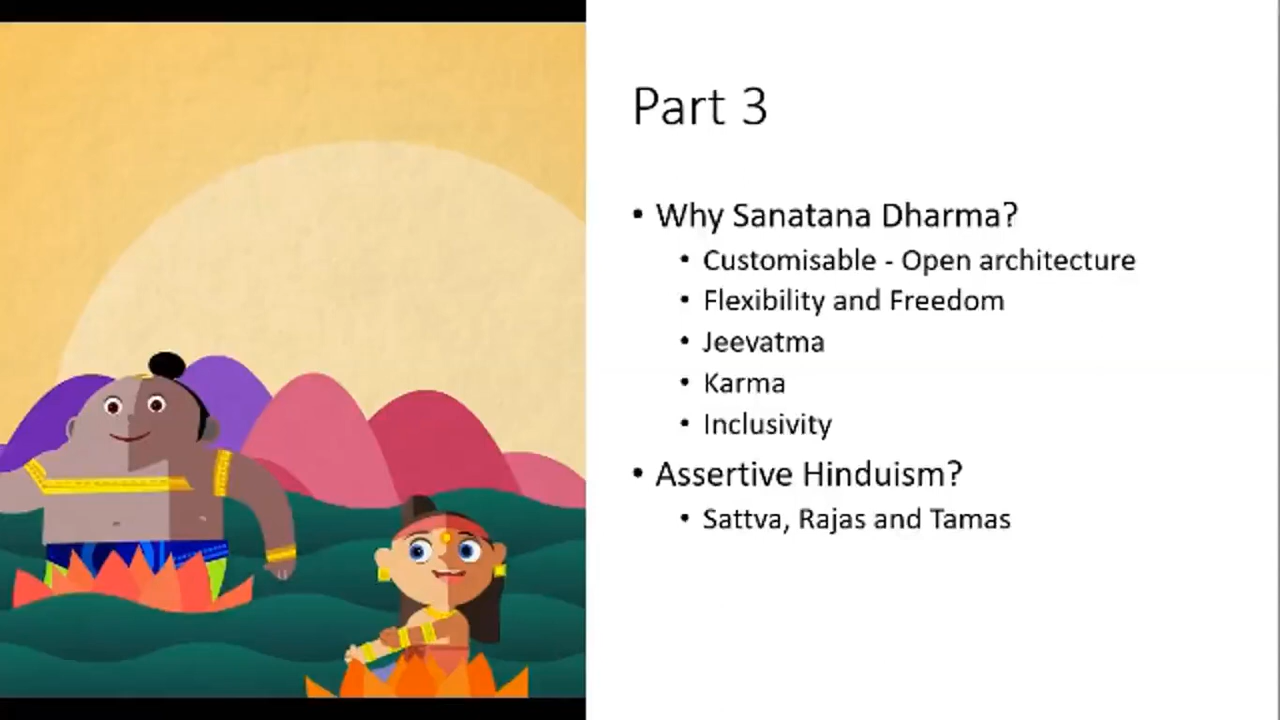 Part 3
• Why Sanatana Dharma?
• Customisable - Open architecture
• Flexibility and Freedom
• Jeevatma
• Karma
• Inclusivity
• Assertive Hinduism?
• Sattva, Rajas and Tamas